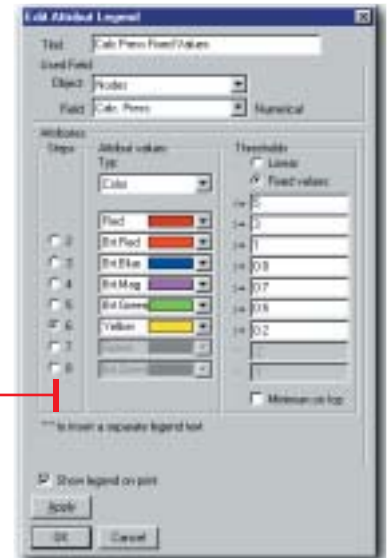 Edit Attribut Legend
Titel: Calc. Press Fixed Values
Used Field
Object: Nodes
Field: Calc. Press Numerical
Attributes
Steps Attribut values Thresholds
Typ: Linear
Color Fixed values
Red 5
2 Brt.Red 3
3 Brt.Blue 1
4 Brt.Mag 0.8
5 Brt.Green 0.7
6 Yellow
7
8
0.2
Minimum on top
to insert a separate legend text
Show legend on print
Apply
OK Cancel